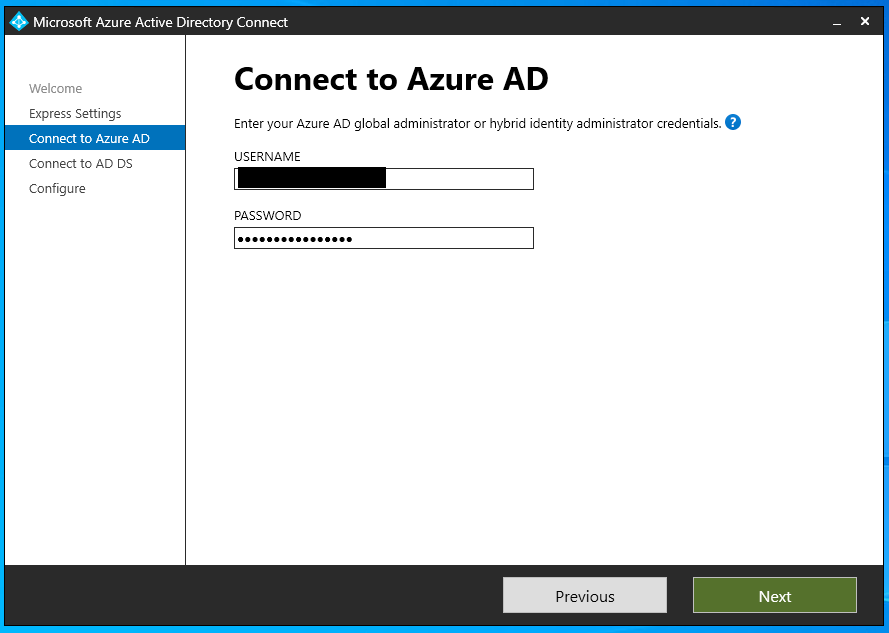 Microsoft Azure Active Directory Connect
Welcome
Express Settings
Connect to Azure AD
Connect to AD DS
Configure
Connect to Azure AD
Enter your Azure AD global administrator or hybrid identity administrator credentials. ?
USERNAME
PASSWORD
••••••••••••••••
Previous
Next